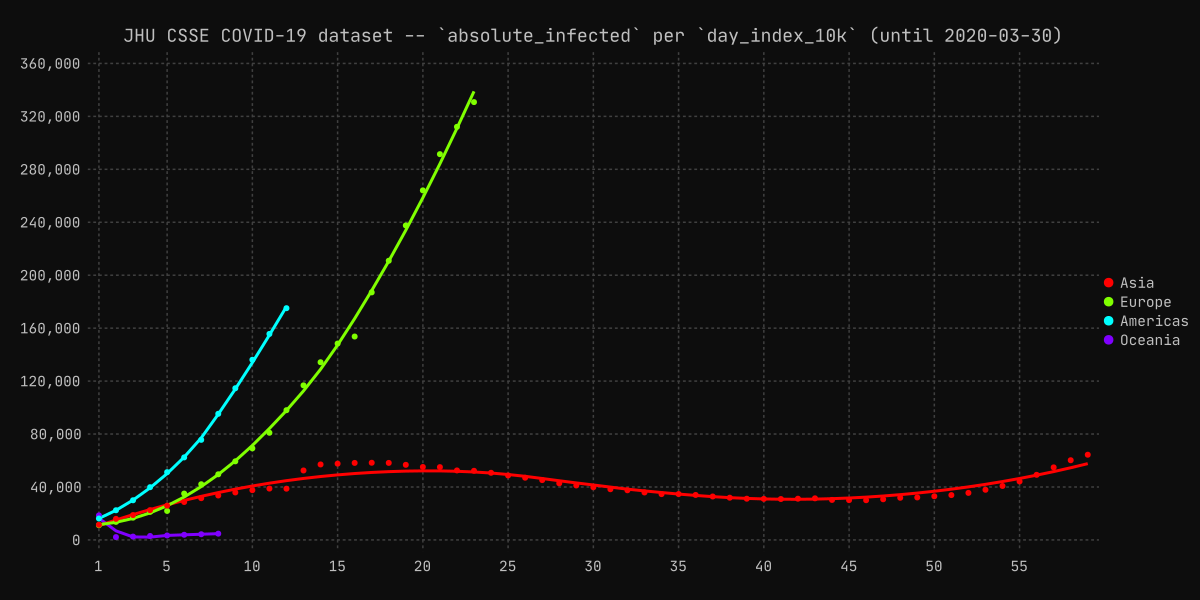 JHU CSSE COVID-19 dataset -- `absolute_infected` per `day_index_10k` (until 2020-03-30)
360,000
320,000
280,000
240,000
200,000
160,000
120,000
80,000
40,000
0
1 5 10 15 20 25 30 35 40 45 50 55
Asia
Europe
Americas
Oceania